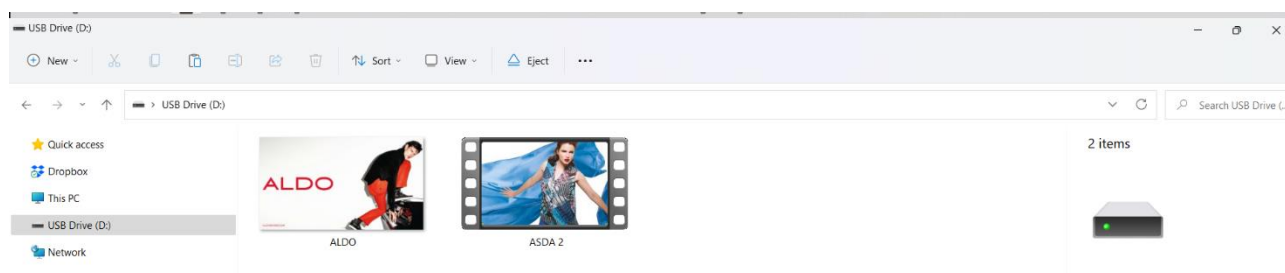 USB Drive (D:)
New
Sort
View
Eject
USB Drive (D:)
Search USB Drive (...
Quick access
Dropbox
This PC
USB Drive (D:)
Network
ALDO
ALDO
ASDA 2
2 items